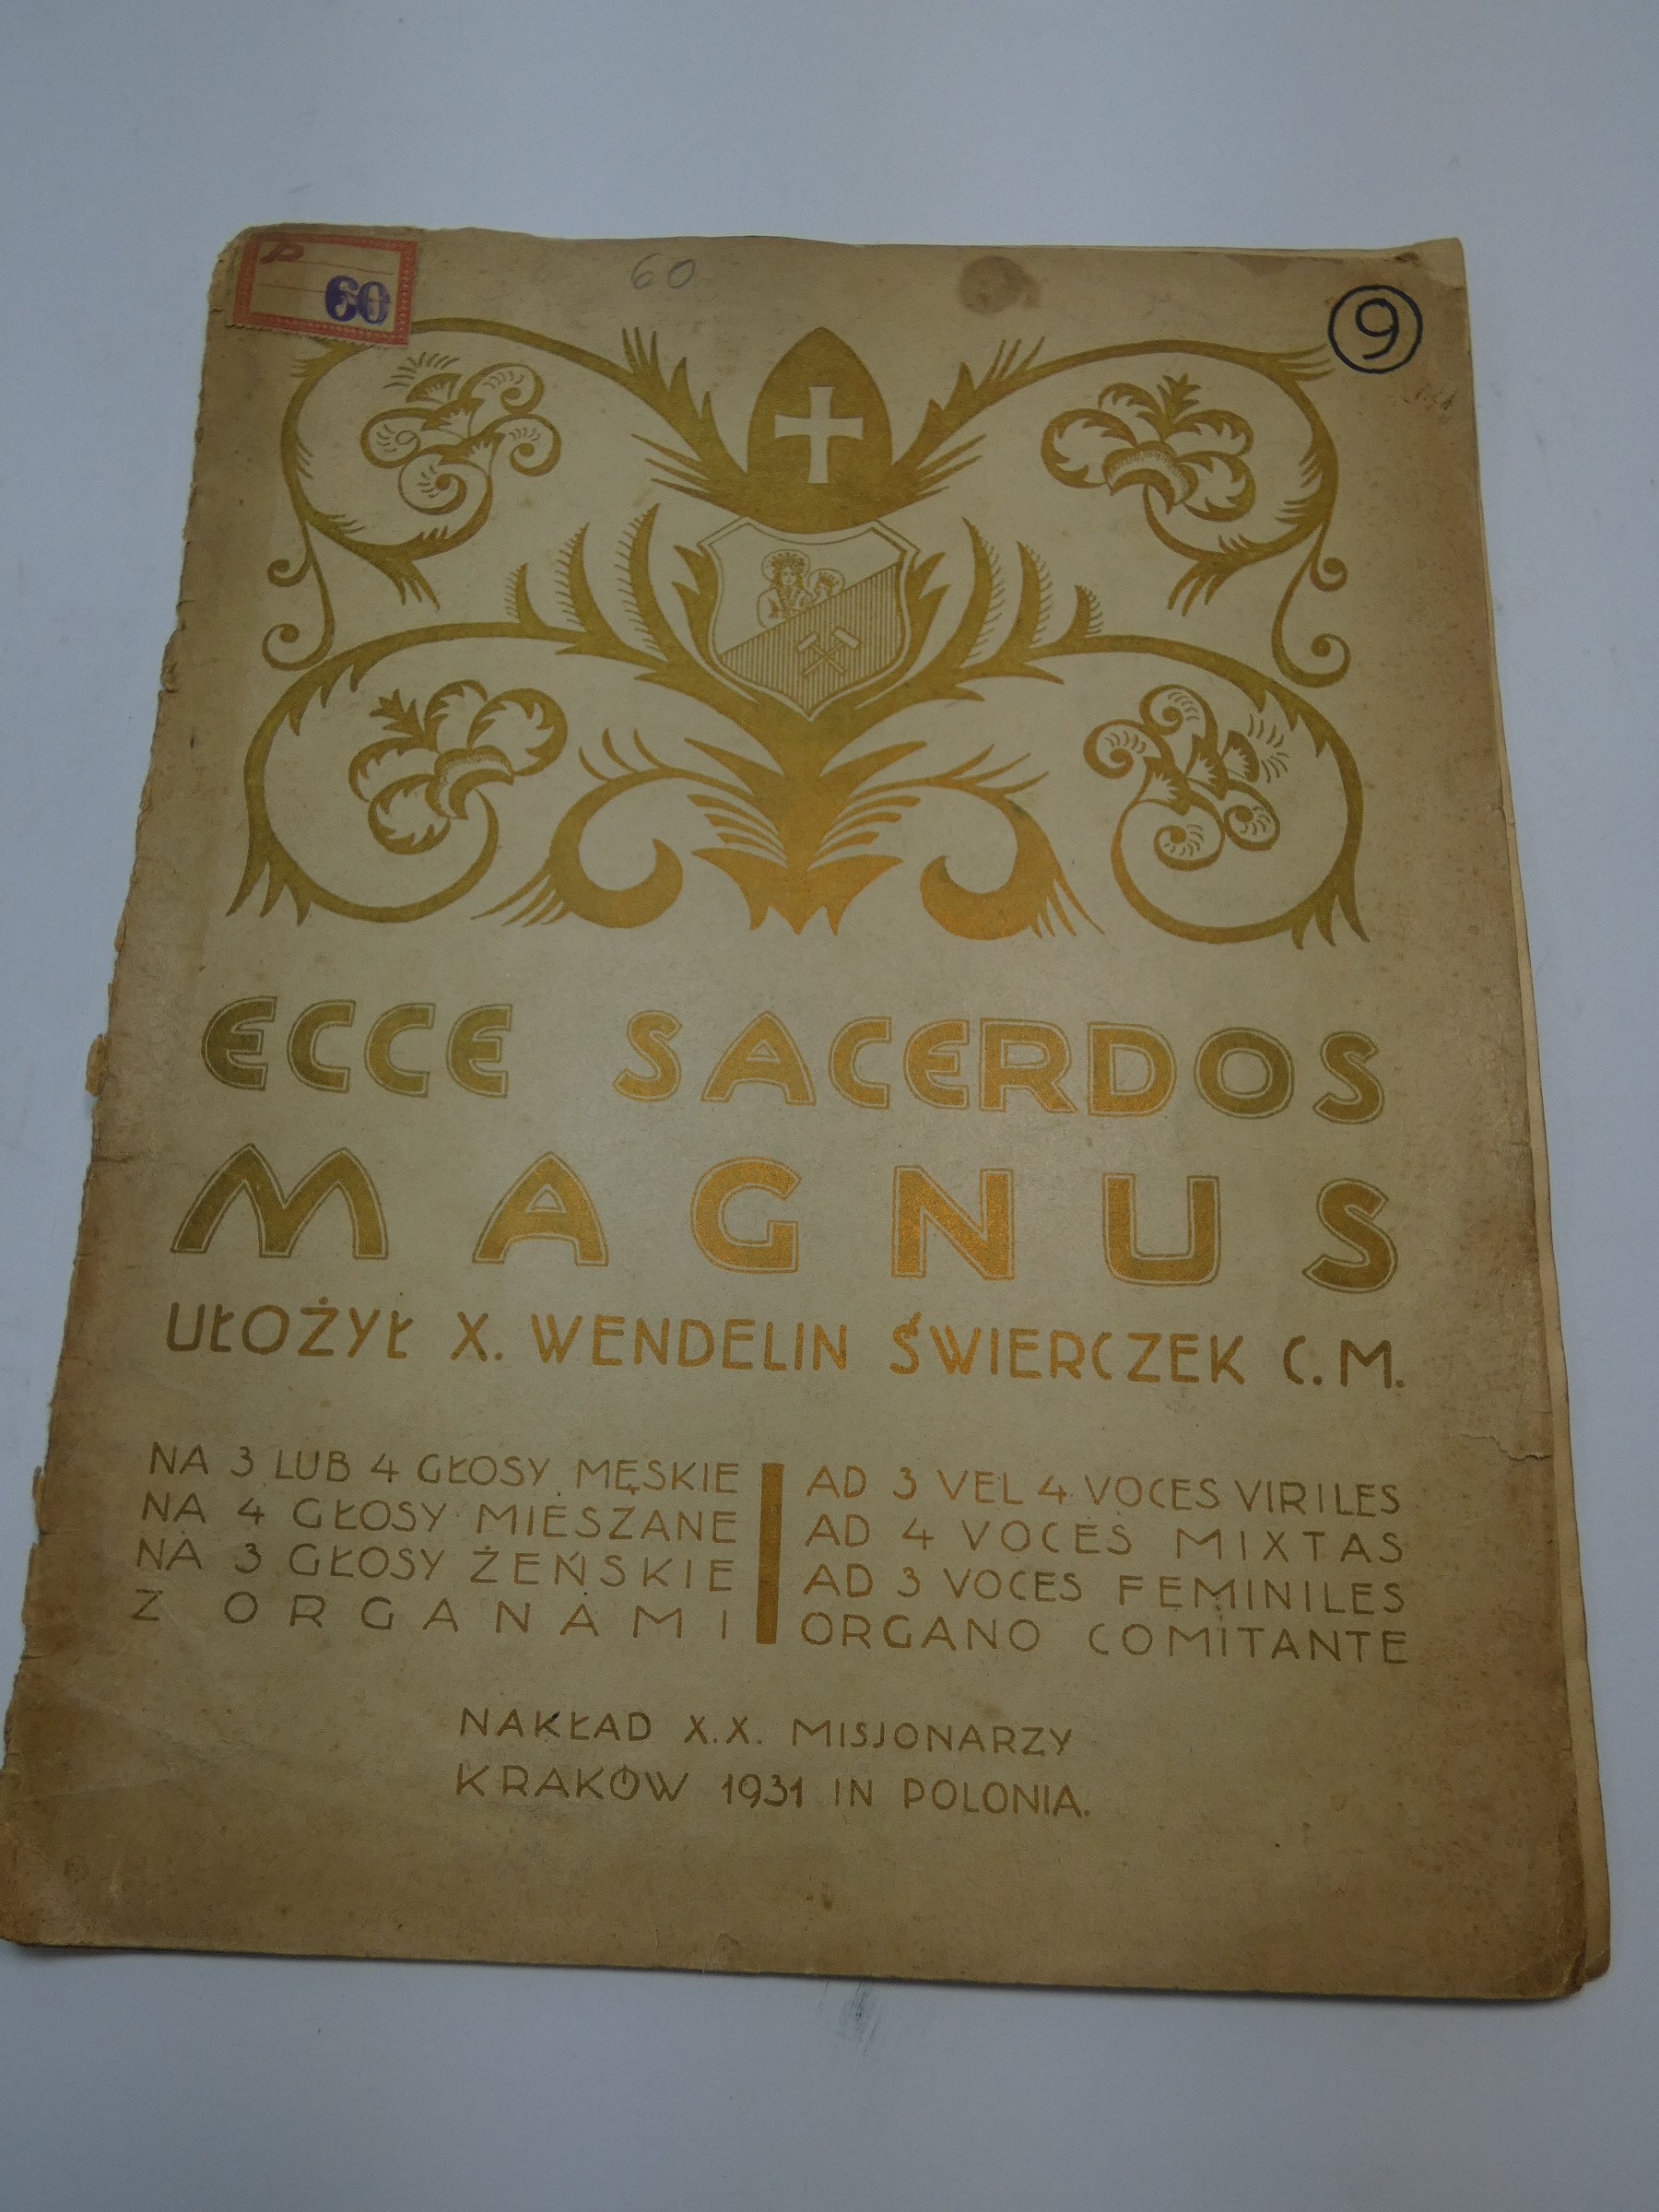 P
60
60
9
ECCE SACERDOS
MAGNUS
UŁOŻYŁ X. WENDELIN ŚWIERCZEK C.M.
NA 3 LUB 4 GŁOSY MĘSKIE
NA 4 GŁOSY MIESZANE
NA 3 GŁOSY ŻEŃSKIE
Z ORGANAMI
AD 3 VEL 4 VOCES VIRILES
AD 4 VOCES MIXTAS
AD 3 VOCES FEMINILES
ORGANO COMITANTE
NAKŁAD X.X. MISJONARZY
KRAKÓW 1931 IN POLONIA.